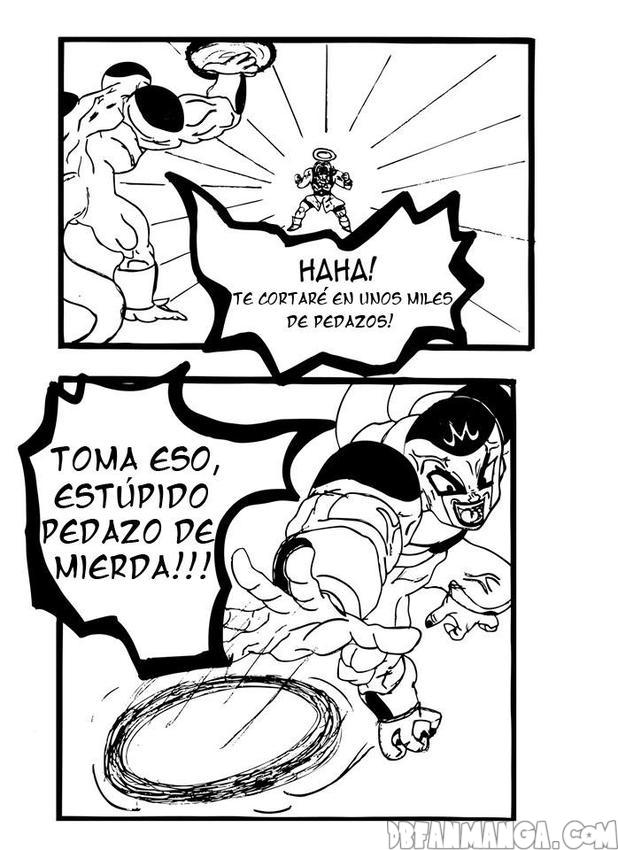 HAHA!
TE CORTARÉ EN UNOS MILES
DE PEDAZOS!
TOMA ESO,
ESTÚPIDO
PEDAZO DE
MIERDA!!!
DBFANMANGA.COM